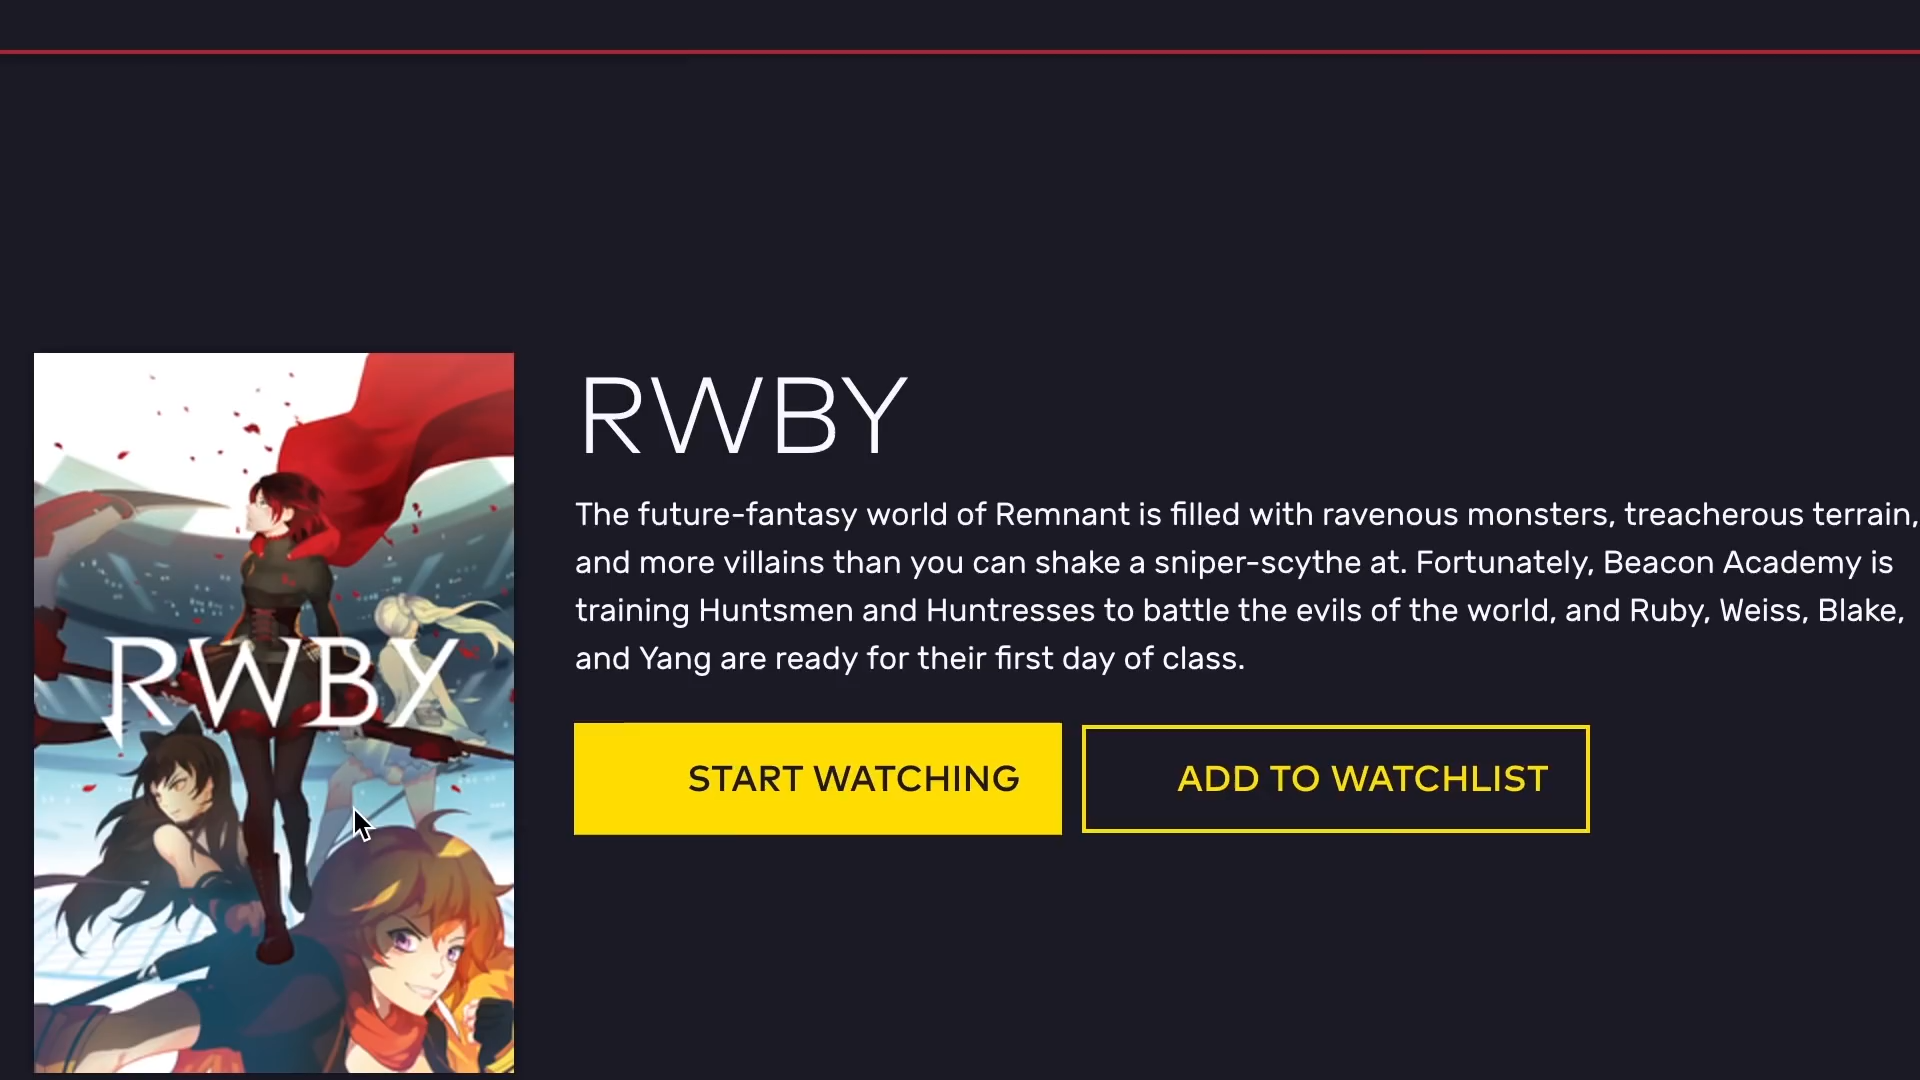 RWBY
RWBY
The future-fantasy world of Remnant is filled with ravenous monsters, treacherous terrain,
and more villains than you can shake a sniper-scythe at. Fortunately, Beacon Academy is
training Huntsmen and Huntresses to battle the evils of the world, and Ruby, Weiss, Blake,
and Yang are ready for their first day of class.
START WATCHING
ADD TO WATCHLIST